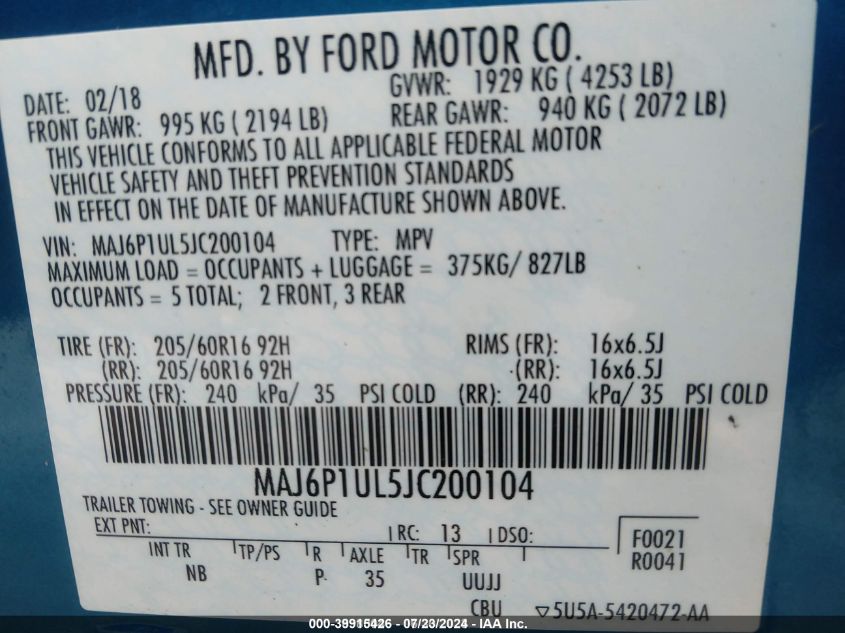 MFD. BY FORD MOTOR CO.
DATE: 02/18 GVWR: 1929 KG ( 4253 LB)
FRONT GAWR: 995 KG ( 2194 LB) REAR GAWR: 940 KG ( 2072 LB)
THIS VEHICLE CONFORMS TO ALL APPLICABLE FEDERAL MOTOR
VEHICLE SAFETY AND THEFT PREVENTION STANDARDS
IN EFFECT ON THE DATE OF MANUFACTURE SHOWN ABOVE.
VIN: MAJ6P1UL5JC200104 TYPE: MPV
MAXIMUM LOAD = OCCUPANTS + LUGGAGE = 375KG/ 827LB
OCCUPANTS = 5 TOTAL; 2 FRONT, 3 REAR
TIRE (FR): 205/60R16 92H RIMS (FR): 16x6.5J
(RR): 205/60R16 92H (RR): 16x6.5J
PRESSURE (FR): 240 kPa/ 35 PSI COLD (RR): 240 kPa/ 35 PSI COLD
MAJ6P1UL5JC200104
TRAILER TOWING - SEE OWNER GUIDE
EXT PNT: RC: 13 DSO: F0021
INT TR TP/PS R AXLE TR SPR R0041
NB P 35 UUJJ
CBU ▽5U5A-5420472-AA
000-39915426 - 07/23/2024 - IAA Inc.